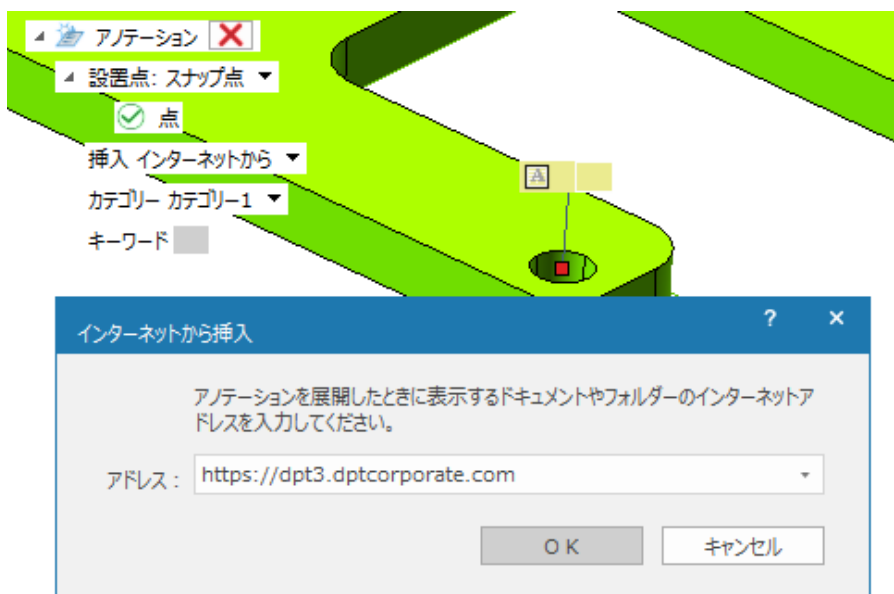 アノテーション
設置点: スナップ点
点
挿入 インターネットから
カテゴリー カテゴリー1
キーワード
A
インターネットから挿入
? ×
アノテーションを展開したときに表示するドキュメントやフォルダーのインターネットア
ドレスを入力してください。
アドレス : https://dpt3.dptcorporate.com
OK キャンセル